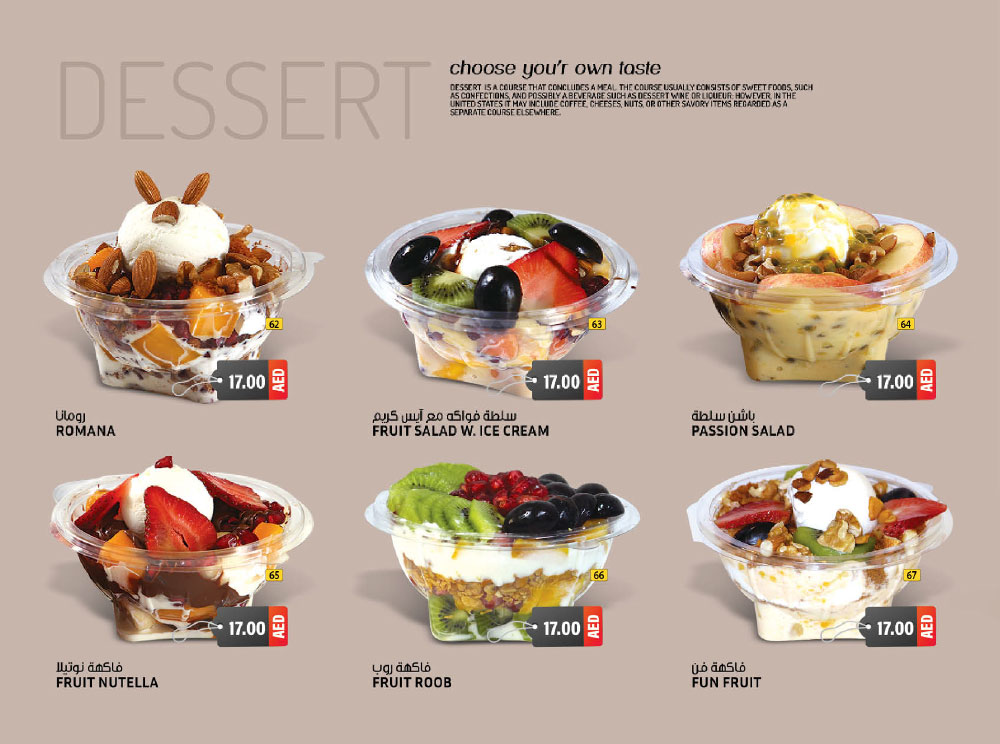 DESSERT
choose you'r own taste
DESSERT IS A COURSE THAT CONCLUDES A MEAL. THE COURSE USUALLY CONSISTS OF SWEET FOODS, SUCH
AS CONFECTIONS, AND POSSIBLY A BEVERAGE SUCH AS DESSERT WINE OR LIQUEUR; HOWEVER, IN THE
UNITED STATES IT MAY INCLUDE COFFEE, CHEESES, NUTS, OR OTHER SAVORY ITEMS REGARDED AS A
SEPARATE COURSE ELSEWHERE.
62
17.00 AED
رومانا
ROMANA
63
17.00 AED
سلطة فواكه مع آيس كريم
FRUIT SALAD W. ICE CREAM
64
17.00 AED
باشن سلطة
PASSION SALAD
65
17.00 AED
فاكهة نوتيلا
FRUIT NUTELLA
66
17.00 AED
فاكهة روب
FRUIT ROOB
67
17.00 AED
فاكهة فن
FUN FRUIT